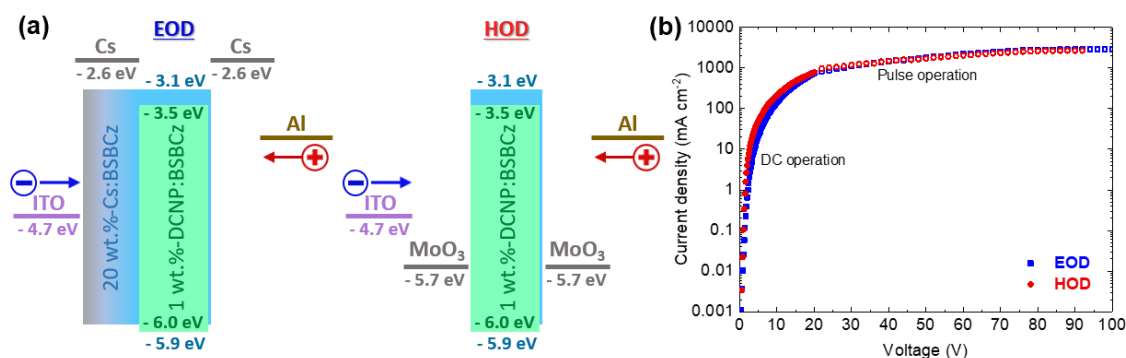 (a)
EOD
Cs
- 2.6 eV
Cs
- 2.6 eV
- 3.1 eV
- 3.5 eV
20 wt.%-Cs:BSBCz
1 wt.%-DCNP:BSBCz
Al
+
−
ITO
- 4.7 eV
- 6.0 eV
- 5.9 eV
HOD
- 3.1 eV
- 3.5 eV
1 wt.%-DCNP:BSBCz
Al
+
−
ITO
- 4.7 eV
MoO₃
- 5.7 eV
MoO₃
- 5.7 eV
- 6.0 eV
- 5.9 eV
(b)
Current density (mA cm⁻²)
10000
1000
100
10
1
0.1
0.01
0.001
Pulse operation
DC operation
EOD
HOD
0 10 20 30 40 50 60 70 80 90 100
Voltage (V)